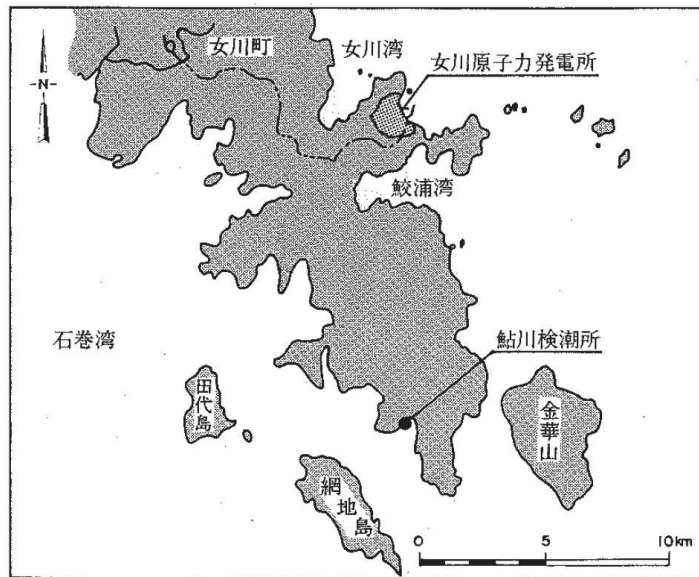 女川町
女川湾
女川原子力発電所
N
鮫浦湾
石巻湾
鮎川検潮所
田代島
金華山
網地島
0 5 10km